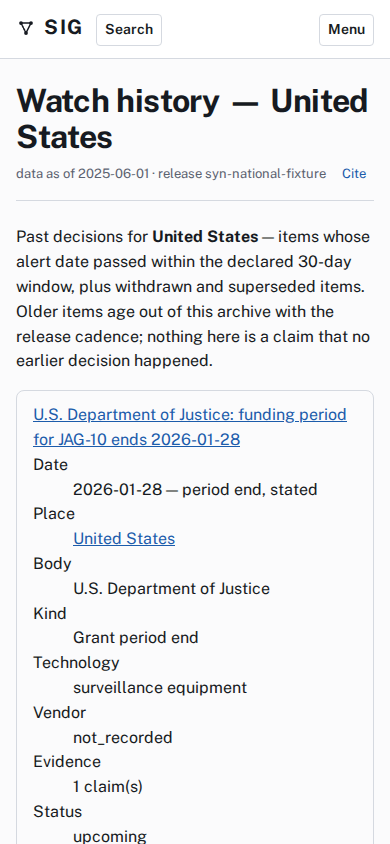 SIG
Search
Menu
Watch history — United
States
data as of 2025-06-01 · release syn-national-fixture
Cite
Past decisions for United States — items whose
alert date passed within the declared 30-day
window, plus withdrawn and superseded items.
Older items age out of this archive with the
release cadence; nothing here is a claim that no
earlier decision happened.
U.S. Department of Justice: funding period
for JAG-10 ends 2026-01-28
Date
2026-01-28 — period end, stated
Place
United States
Body
U.S. Department of Justice
Kind
Grant period end
Technology
surveillance equipment
Vendor
not_recorded
Evidence
1 claim(s)
Status
upcoming